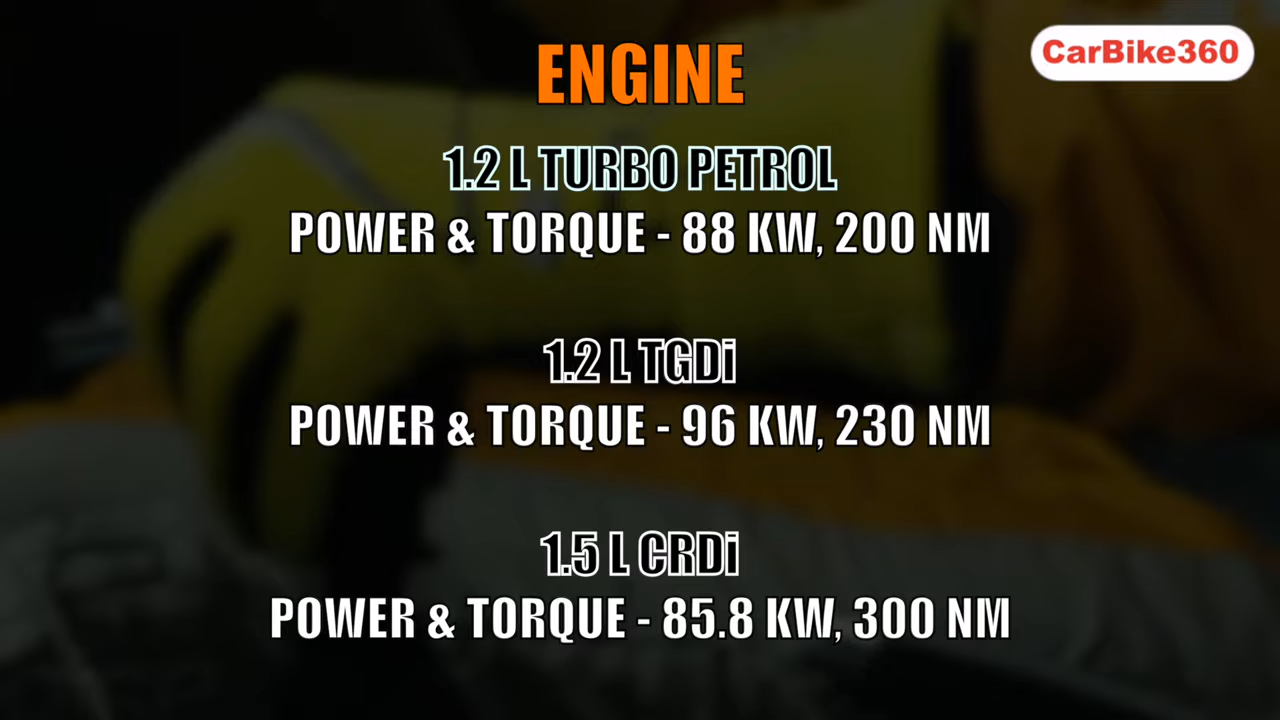 CarBike360
ENGINE
1.2 L TURBO PETROL
POWER & TORQUE - 88 KW, 200 NM
1.2 L TGDi
POWER & TORQUE - 96 KW, 230 NM
1.5 L CRDi
POWER & TORQUE - 85.8 KW, 300 NM